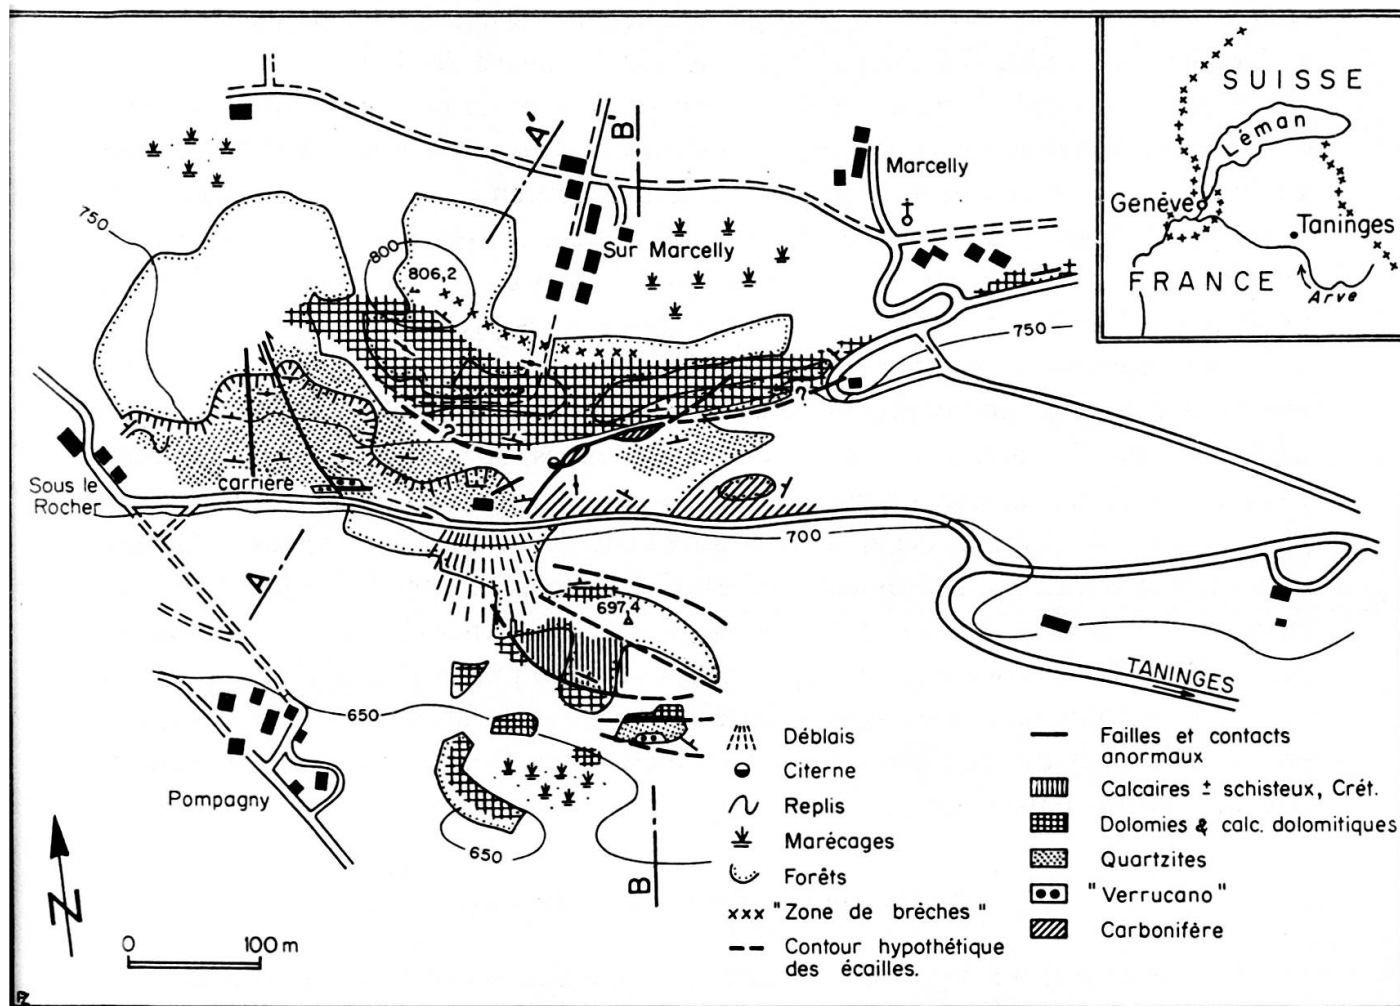 SUISSE
Léman
Genève
Taninges
FRANCE
Arve
A'
B'
Marcelly
750
800
806,2
Sur Marcelly
750
?
?
Sous le
Rocher
carrière
700
A
697,4
TANINGES
650
Pompagny
650
B
N
0 100 m
Déblais
Citerne
Replis
Marécages
Forêts
xxx "Zone de brèches"
Contour hypothétique
des écailles.
Failles et contacts
anormaux
Calcaires ± schisteux, Crét.
Dolomies & calc. dolomitiques
Quartzites
"Verrucano"
Carbonifère